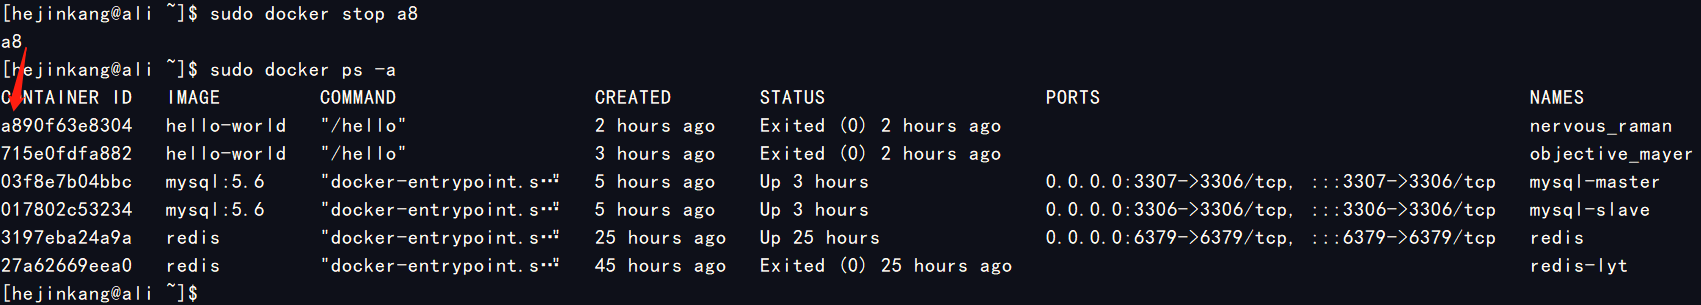 [hejinkang@ali ~]$ sudo docker stop a8
a8
[hejinkang@ali ~]$ sudo docker ps -a
CONTAINER ID   IMAGE         COMMAND                  CREATED        STATUS                    PORTS                                       NAMES
a890f63e8304   hello-world   "/hello"                 2 hours ago    Exited (0) 2 hours ago                                                nervous_raman
715e0fdfa882   hello-world   "/hello"                 3 hours ago    Exited (0) 2 hours ago                                                objective_mayer
03f8e7b04bbc   mysql:5.6     "docker-entrypoint.s…"   5 hours ago    Up 3 hours                0.0.0.0:3307->3306/tcp, :::3307->3306/tcp   mysql-master
017802c53234   mysql:5.6     "docker-entrypoint.s…"   5 hours ago    Up 3 hours                0.0.0.0:3306->3306/tcp, :::3306->3306/tcp   mysql-slave
3197eba24a9a   redis         "docker-entrypoint.s…"   25 hours ago   Up 25 hours               0.0.0.0:6379->6379/tcp, :::6379->6379/tcp   redis
27a62669eea0   redis         "docker-entrypoint.s…"   45 hours ago   Exited (0) 25 hours ago                                               redis-lyt
[hejinkang@ali ~]$